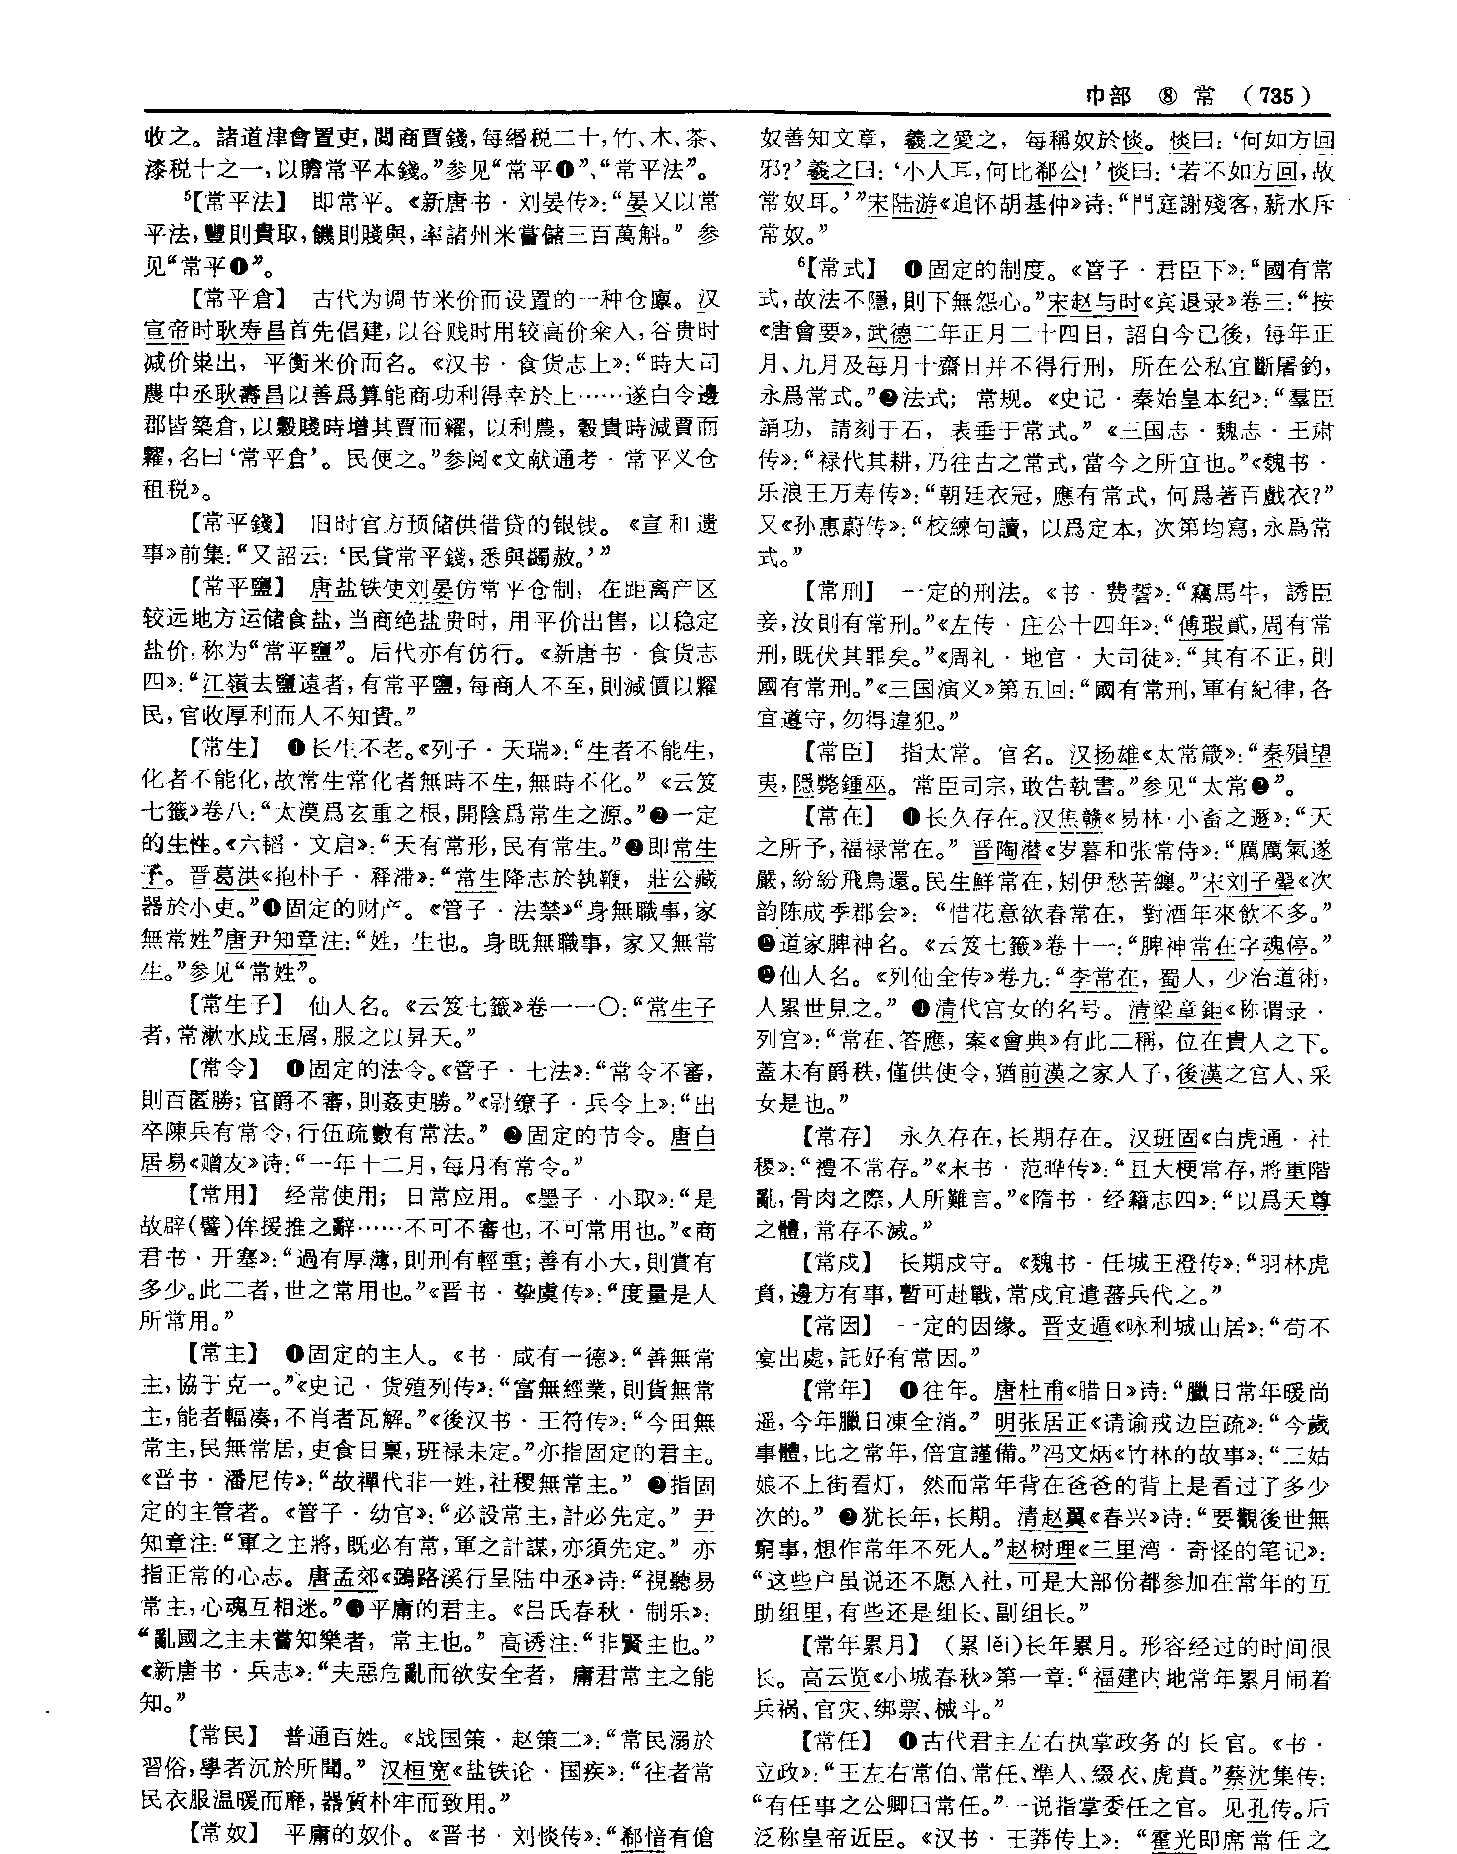 巾部 ⑧ 常 （735）
收之。諸道津會置吏，閱商賈錢，每緡税二十，竹、木、茶、
漆税十之一，以贍常平本錢。”参见“常平❶”、“常平法”。
⁵【常平法】 即常平。《新唐书·刘晏传》：“晏又以常
平法，豐則貴取，饑則賤與，率諸州米嘗儲三百萬斛。”参
见“常平❶”。
【常平倉】 古代为调节米价而设置的一种仓廪。汉
宣帝时耿寿昌首先倡建，以谷贱时用较高价籴入，谷贵时
减价粜出，平衡米价而名。《汉书·食货志上》：“時大司
農中丞耿壽昌以善爲算能商功利得幸於上……遂白令邊
郡皆築倉，以穀賤時增其賈而糴，以利農，穀貴時減賈而
糶，名曰‘常平倉’。民便之。”参阅《文献通考·常平义仓
租税》。
【常平錢】 旧时官方预储供借贷的银钱。《宣和遗
事》前集：“又詔云：‘民貸常平錢，悉與蠲赦。’”
【常平鹽】 唐盐铁使刘晏仿常平仓制，在距离产区
较远地方运储食盐，当商绝盐贵时，用平价出售，以稳定
盐价，称为“常平鹽”。后代亦有仿行。《新唐书·食货志
四》：“江嶺去鹽遠者，有常平鹽，每商人不至，則減價以糶
民，官收厚利而人不知貴。”
【常生】 ❶长生不老。《列子·天瑞》：“生者不能生，
化者不能化，故常生常化者無時不生，無時不化。”《云笈
七籤》卷八：“太漠爲玄重之根，開陰爲常生之源。”❷一定
的生性。《六韬·文启》：“天有常形，民有常生。”❸即常生
子。晋葛洪《抱朴子·释滞》：“常生降志於執鞭，莊公藏
器於小吏。”❹固定的财产。《管子·法禁》“身無職事，家
無常姓”唐尹知章注：“姓，生也。身既無職事，家又無常
生。”参见“常姓”。
【常生子】 仙人名。《云笈七籤》卷一一〇：“常生子
者，常漱水成玉屑，服之以昇天。”
【常令】 ❶固定的法令。《管子·七法》：“常令不審，
則百匿勝；官爵不審，則姦吏勝。”《尉缭子·兵令上》：“出
卒陳兵有常令，行伍疏數有常法。”❷固定的节令。唐白
居易《赠友》诗：“一年十二月，每月有常令。”
【常用】 经常使用；日常应用。《墨子·小取》：“是
故辟（譬）侔援推之辭……不可不審也，不可常用也。”《商
君书·开塞》：“過有厚薄，則刑有輕重；善有小大，則賞有
多少。此二者，世之常用也。”《晋书·挚虞传》：“度量是人
所常用。”
【常主】 ❶固定的主人。《书·咸有一德》：“善無常
主，協于克一。”《史记·货殖列传》：“富無經業，則貨無常
主，能者輻凑，不肖者瓦解。”《後汉书·王符传》：“今田無
常主，民無常居，吏食日稟，班禄未定。”亦指固定的君主。
《晋书·潘尼传》：“故禪代非一姓，社稷無常主。”❷指固
定的主管者。《管子·幼官》：“必設常主，計必先定。”尹
知章注：“軍之主將，既必有常，軍之計謀，亦須先定。”亦
指正常的心志。唐孟郊《鵶路溪行呈陆中丞》诗：“視聽易
常主，心魂互相迷。”❸平庸的君主。《吕氏春秋·制乐》：
“亂國之主未嘗知樂者，常主也。”高诱注：“非賢主也。”
《新唐书·兵志》：“夫惡危亂而欲安全者，庸君常主之能
知。”
【常民】 普通百姓。《战国策·赵策二》：“常民溺於
習俗，學者沉於所聞。”汉桓宽《盐铁论·国疾》：“往者常
民衣服温暖而靡，器質朴牢而致用。”
【常奴】 平庸的奴仆。《晋书·刘惔传》：“郗愔有傖
奴善知文章，羲之愛之，每稱奴於惔。惔曰：‘何如方回
邪？’羲之曰：‘小人耳，何比郗公！’惔曰：‘若不如方回，故
常奴耳。’”宋陆游《追怀胡基仲》诗：“門庭謝殘客，薪水斥
常奴。”
⁶【常式】 ❶固定的制度。《管子·君臣下》：“國有常
式，故法不隱，則下無怨心。”宋赵与时《宾退录》卷三：“按
《唐會要》，武德二年正月二十四日，詔自今已後，每年正
月、九月及每月十齋日并不得行刑，所在公私宜斷屠釣，
永爲常式。”❷法式；常规。《史记·秦始皇本纪》：“羣臣
誦功，請刻于石，表垂于常式。”《三国志·魏志·王肃
传》：“禄代其耕，乃往古之常式，當今之所宜也。”《魏书·
乐浪王万寿传》：“朝廷衣冠，應有常式，何爲著百戲衣？”
又《孙惠蔚传》：“校練句讀，以爲定本，次第均寫，永爲常
式。”
【常刑】 一定的刑法。《书·费誓》：“竊馬牛，誘臣
妾，汝則有常刑。”《左传·庄公十四年》：“傅瑕貳，周有常
刑，既伏其罪矣。”《周礼·地官·大司徒》：“其有不正，則
國有常刑。”《三国演义》第五回：“國有常刑，軍有紀律，各
宜遵守，勿得違犯。”
【常臣】 指太常。官名。汉扬雄《太常箴》：“秦殞望
夷，隱斃鍾巫。常臣司宗，敢告執書。”参见“太常❷”。
【常在】 ❶长久存在。汉焦赣《易林·小畜之遯》：“天
之所予，福禄常在。”晋陶潜《岁暮和张常侍》：“厲厲氣遂
嚴，紛紛飛鳥還。民生鮮常在，矧伊愁苦纏。”宋刘子翚《次
韵陈成季郡会》：“惜花意欲春常在，對酒年來飲不多。”
❷道家脾神名。《云笈七籤》卷十一：“脾神常在字魂停。”
❸仙人名。《列仙全传》卷九：“李常在，蜀人，少治道術，
人累世見之。”❹清代宫女的名号。清梁章鉅《称谓录·
列宫》：“常在、答應，案《會典》有此二稱，位在貴人之下。
蓋未有爵秩，僅供使令，猶前漢之家人子，後漢之宫人、采
女是也。”
【常存】 永久存在，长期存在。汉班固《白虎通·社
稷》：“禮不常存。”《宋书·范晔传》：“且大梗常存，將重階
亂，骨肉之際，人所難言。”《隋书·经籍志四》：“以爲天尊
之體，常存不滅。”
【常戍】 长期戍守。《魏书·任城王澄传》：“羽林虎
賁，邊方有事，暫可赴戰，常戍宜遣蕃兵代之。”
【常因】 一定的因缘。晋支遁《咏利城山居》：“苟不
宴出處，託好有常因。”
【常年】 ❶往年。唐杜甫《腊日》诗：“臘日常年暖尚
遥，今年臘日凍全消。”明张居正《请谕戎边臣疏》：“今歲
事體，比之常年，倍宜謹備。”冯文炳《竹林的故事》：“三姑
娘不上街看灯，然而常年背在爸爸的背上是看过了多少
次的。”❷犹长年，长期。清赵翼《春兴》诗：“要觀後世無
窮事，想作常年不死人。”赵树理《三里湾·奇怪的笔记》：
“这些户虽说还不愿入社，可是大部份都参加在常年的互
助组里，有些还是组长、副组长。”
【常年累月】 （累lěi）长年累月。形容经过的时间很
长。高云览《小城春秋》第一章：“福建内地常年累月闹着
兵祸、官灾、绑票、械斗。”
【常任】 ❶古代君主左右执掌政务的长官。《书·
立政》：“王左右常伯、常任、準人、綴衣、虎賁。”蔡沈集传：
“有任事之公卿曰常任。”一说指掌委任之官。见孔传。后
泛称皇帝近臣。《汉书·王莽传上》：“霍光即席常任之